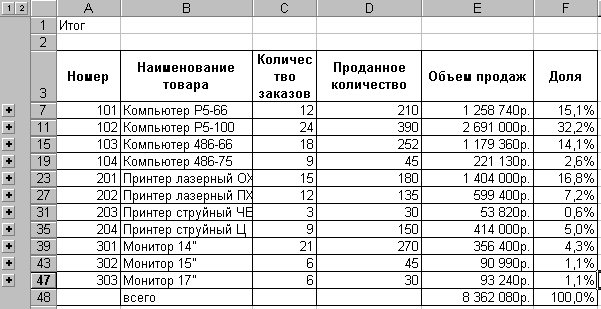 1 2 A B C D E F
1 Итог
2
3 Номер Наименование товара Количес тво заказов Проданное количество Объем продаж Доля
7 101 Компьютер P5-66 12 210 1 258 740р. 15,1%
11 102 Компьютер P5-100 24 390 2 691 000р. 32,2%
15 103 Компьютер 486-66 18 252 1 179 360р. 14,1%
19 104 Компьютер 486-75 9 45 221 130р. 2,6%
23 201 Принтер лазерный ОХ 15 180 1 404 000р. 16,8%
27 202 Принтер лазерный ПХ 12 135 599 400р. 7,2%
31 203 Принтер струйный ЧЕ 3 30 53 820р. 0,6%
35 204 Принтер струйный Ц 9 150 414 000р. 5,0%
39 301 Монитор 14" 21 270 356 400р. 4,3%
43 302 Монитор 15" 6 45 90 990р. 1,1%
47 303 Монитор 17" 6 30 93 240р. 1,1%
48 всего 8 362 080р. 100,0%